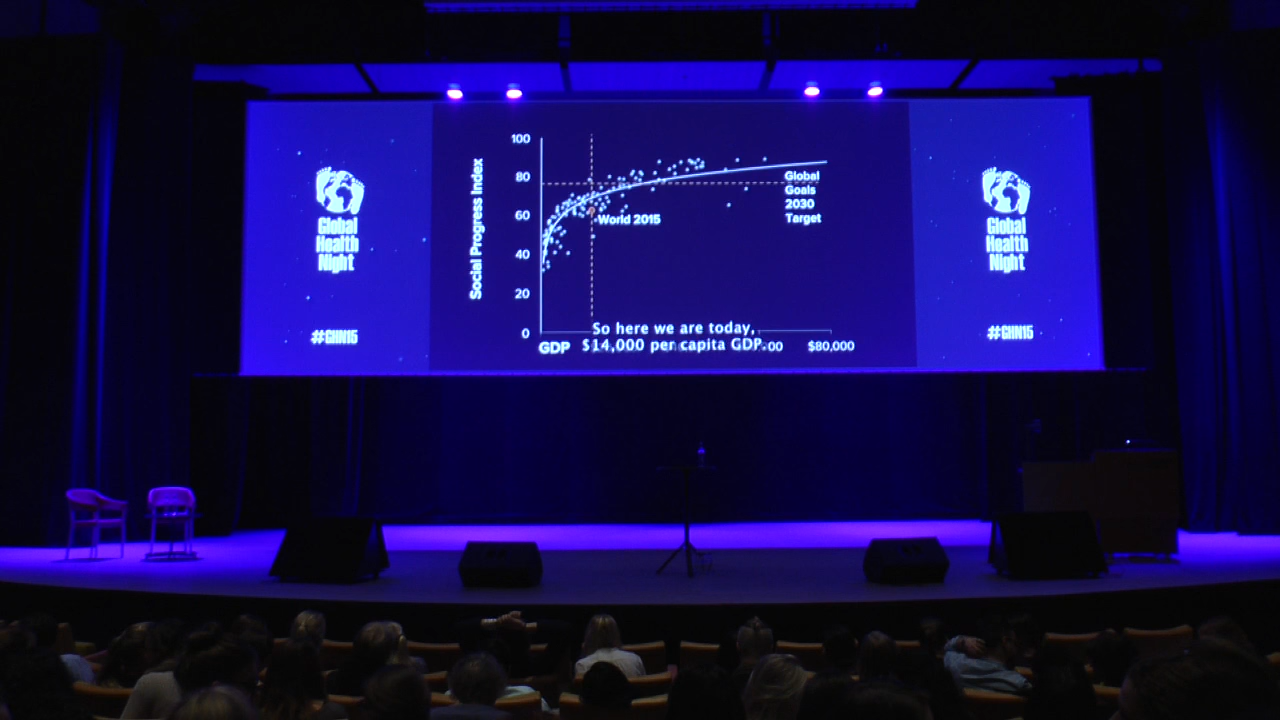 Global
Health
Night
#GHN15
Social Progress Index
100
80
60
40
20
0
World 2015
Global
Goals
2030
Target
GDP
$80,000
So here we are today,
$14,000 per capita GDP.
Global
Health
Night
#GHN15